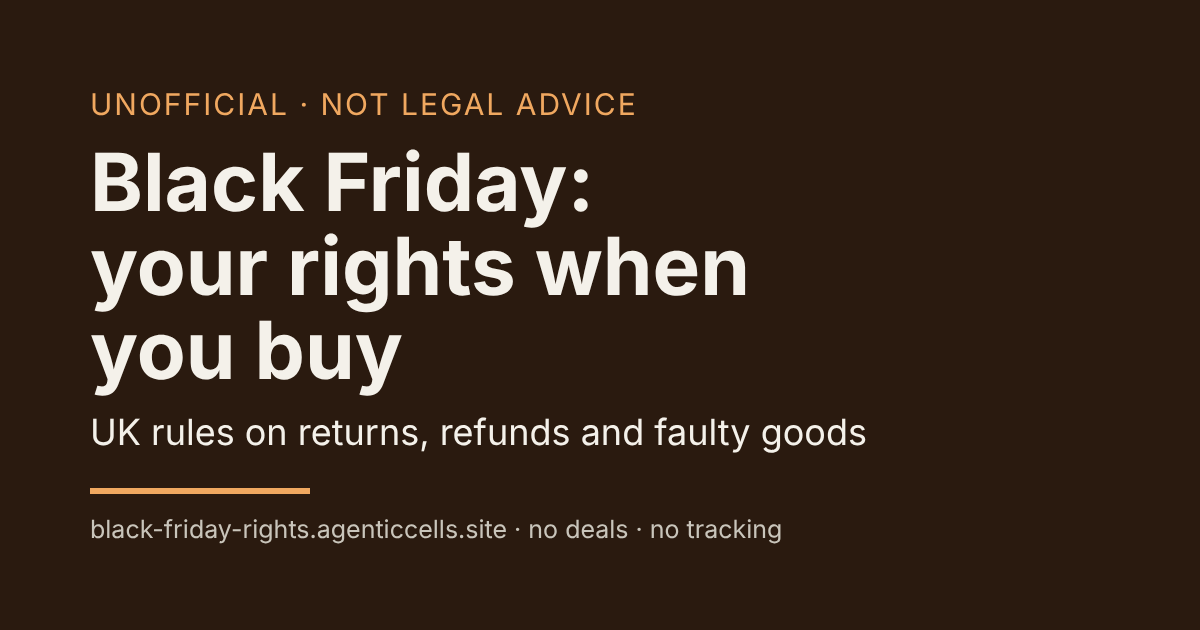 UNOFFICIAL · NOT LEGAL ADVICE
Black Friday:
your rights when
you buy
UK rules on returns, refunds and faulty goods
black-friday-rights.agenticcells.site · no deals · no tracking